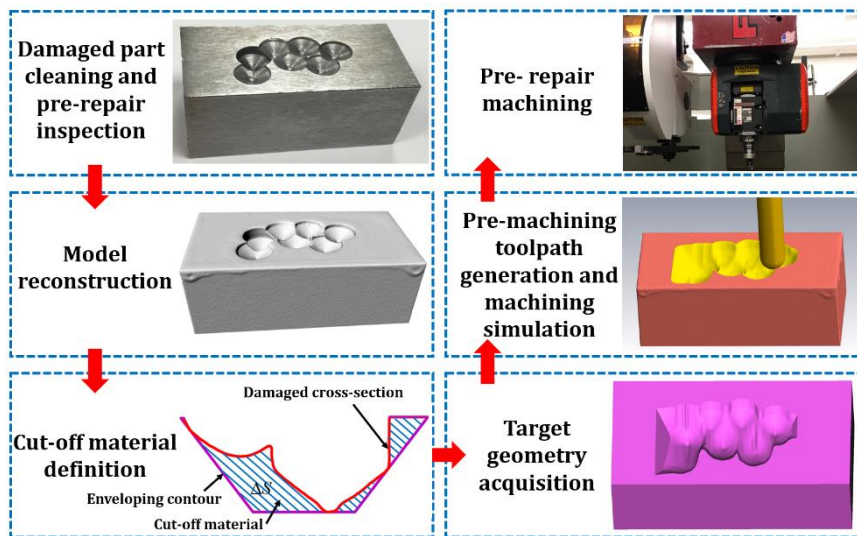 Damaged part
cleaning and
pre-repair
inspection
Model
reconstruction
Cut-off material
definition
Damaged cross-section
Enveloping contour
ΔS
Cut-off material
Target
geometry
acquisition
Pre-machining
toolpath
generation and
machining
simulation
Pre- repair
machining